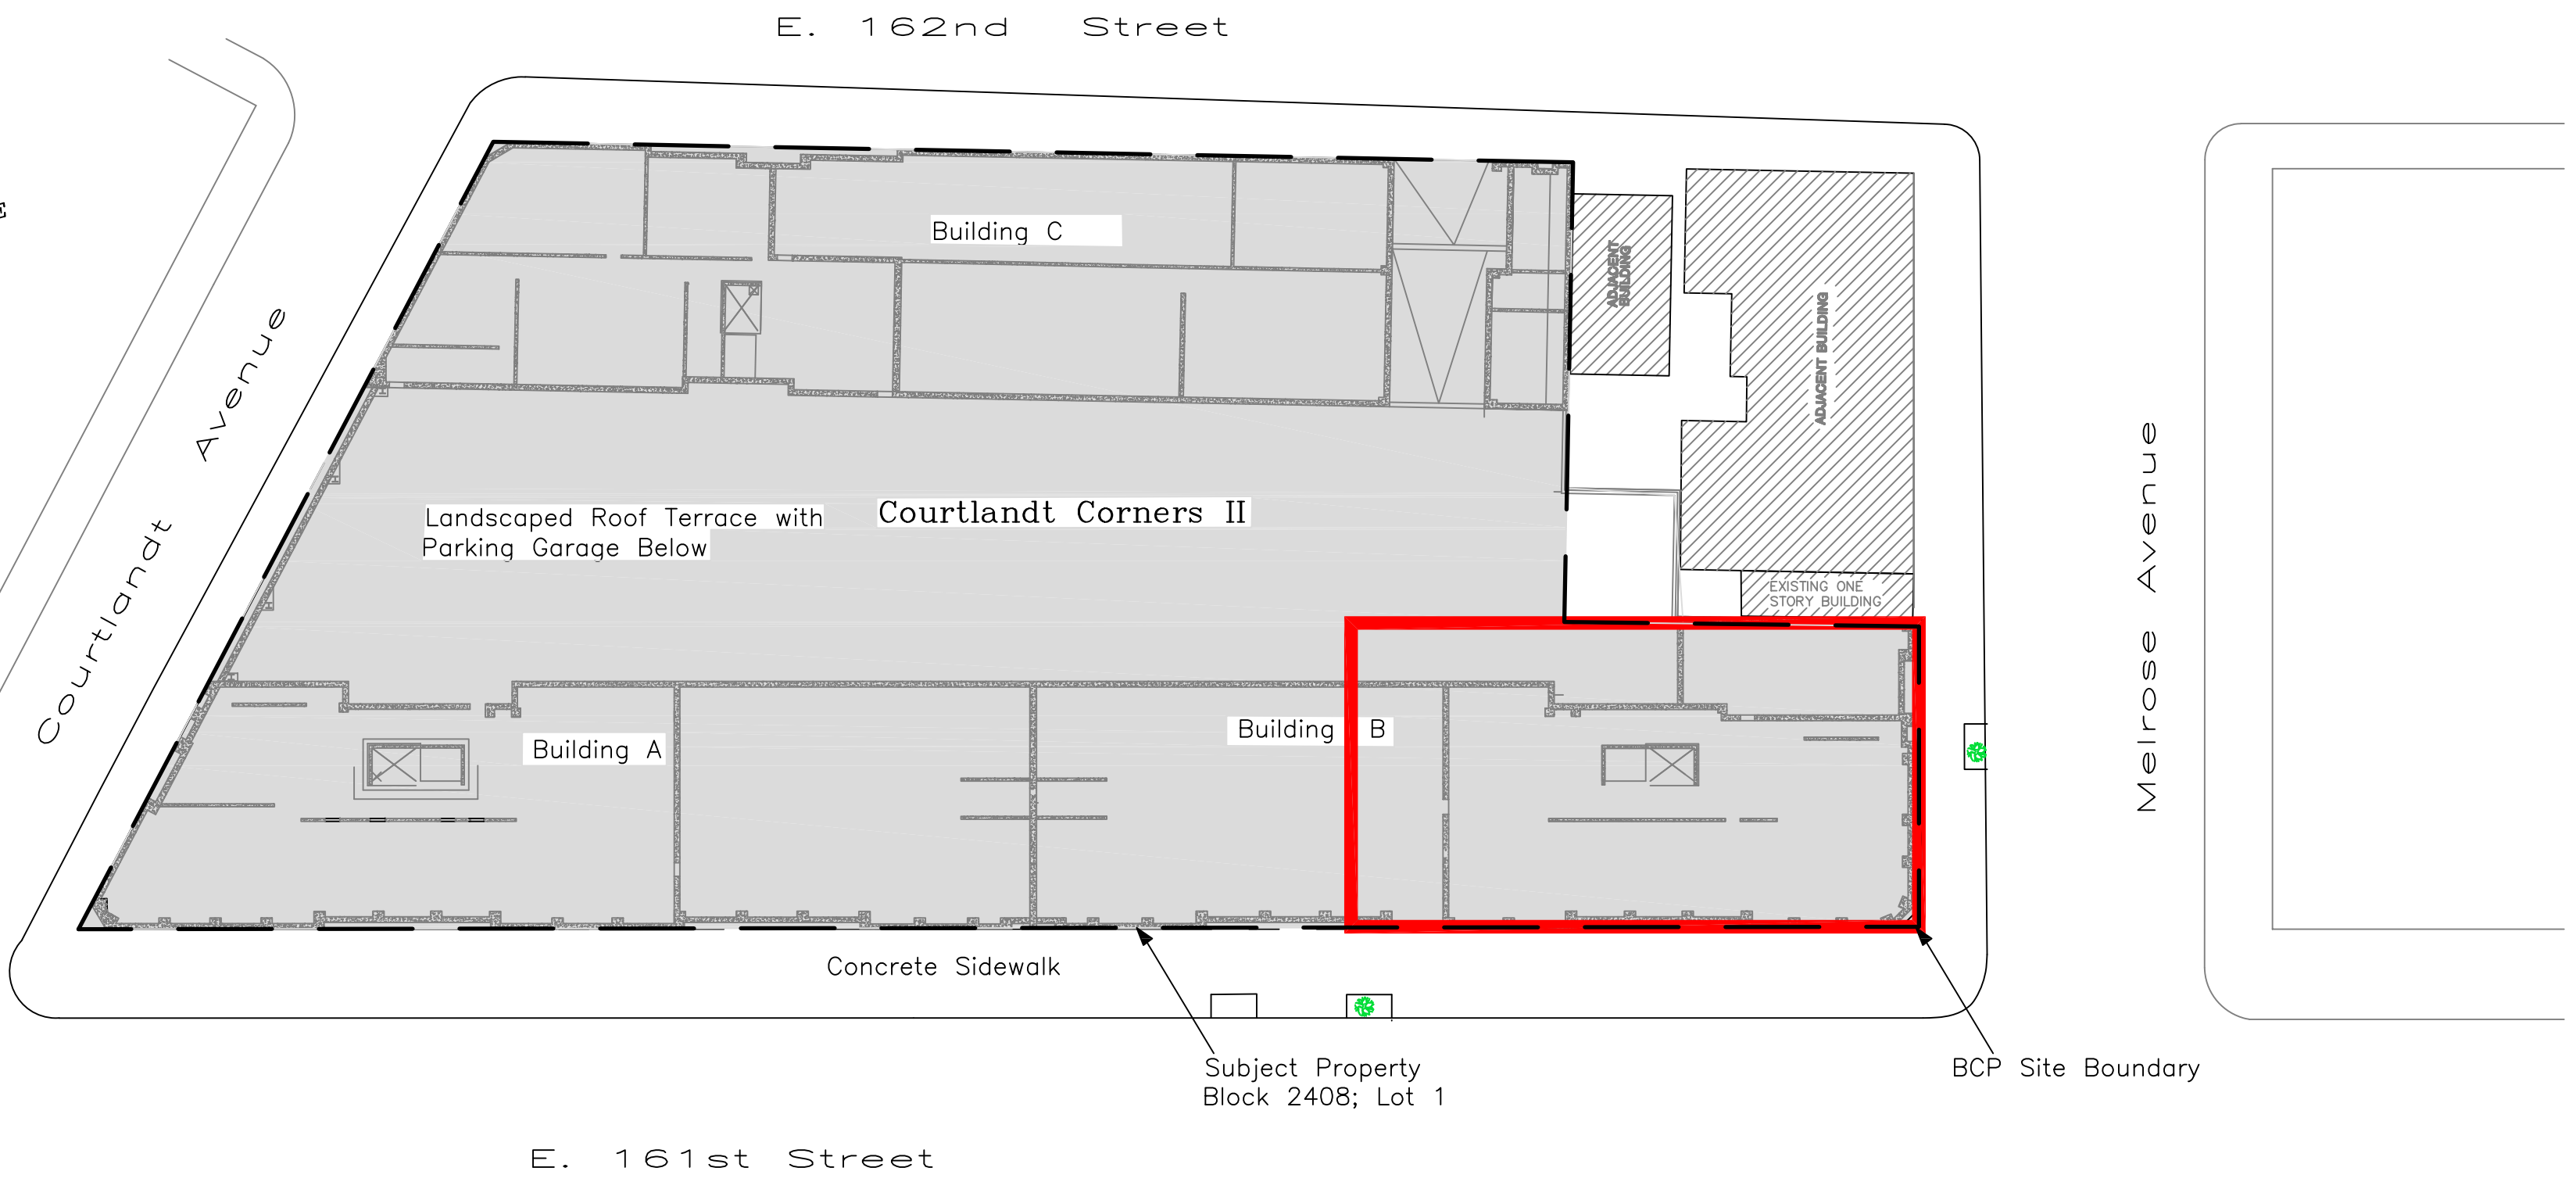 E. 162nd Street
E
Building C
ADJACENT
BUILDING
ADJACENT BUILDING
Courtlandt Avenue
Landscaped Roof Terrace with
Parking Garage Below
Courtlandt Corners II
EXISTING ONE
STORY BUILDING
Melrose Avenue
Building A
Building B
Concrete Sidewalk
Subject Property
Block 2408; Lot 1
BCP Site Boundary
E. 161st Street